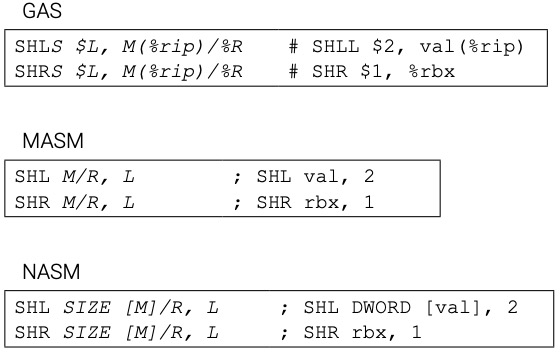 GAS
SHLS $L, M(%rip)/%R # SHLL $2, val(%rip)
SHRS $L, M(%rip)/%R # SHR $1, %rbx
MASM
SHL M/R, L ; SHL val, 2
SHR M/R, L ; SHR rbx, 1
NASM
SHL SIZE [M]/R, L ; SHL DWORD [val], 2
SHR SIZE [M]/R, L ; SHR rbx, 1